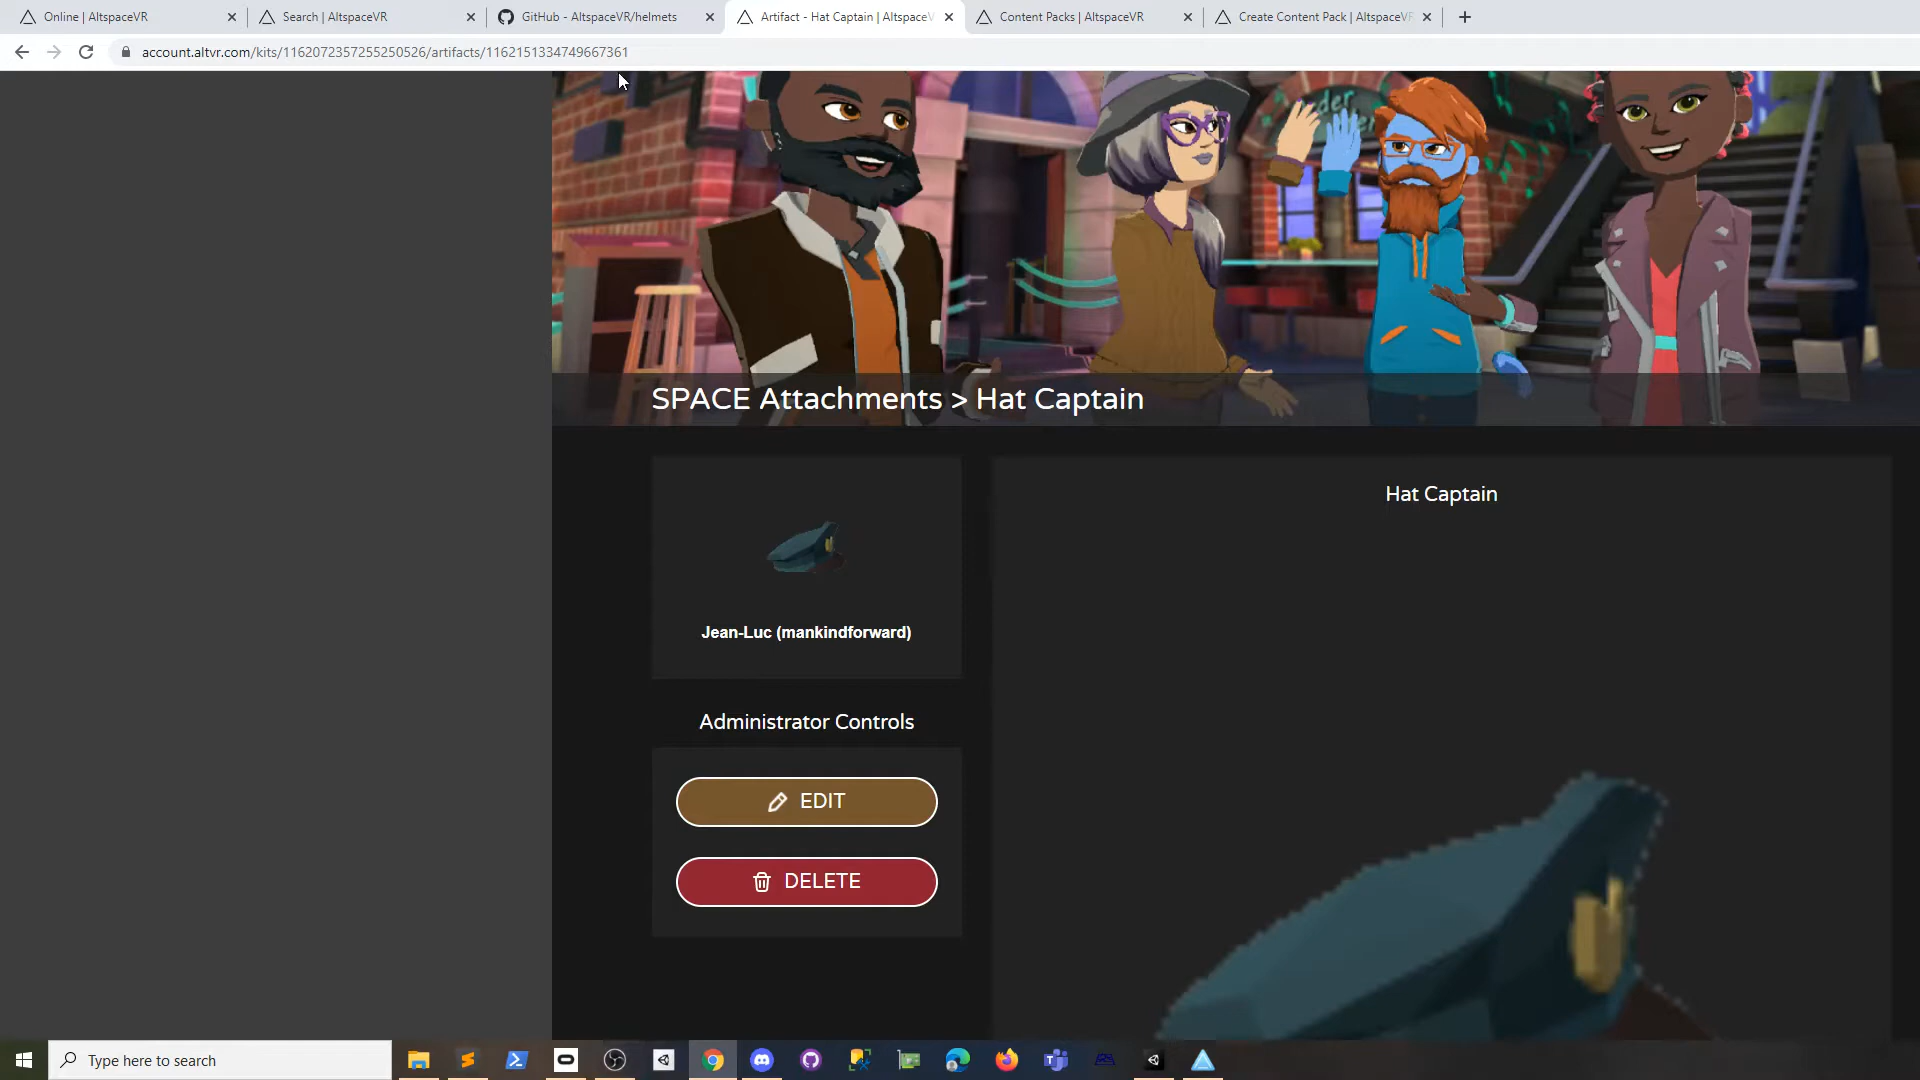 Online | AltspaceVR
Search | AltspaceVR
GitHub - AltspaceVR/helmets
Artifact - Hat Captain | AltspaceV
Content Packs | AltspaceVR
Create Content Pack | AltspaceVR
account.altvr.com/kits/1162072357255250526/artifacts/1162151334749667361
SPACE Attachments > Hat Captain
Jean-Luc (mankindforward)
Hat Captain
Administrator Controls
EDIT
DELETE
Type here to search